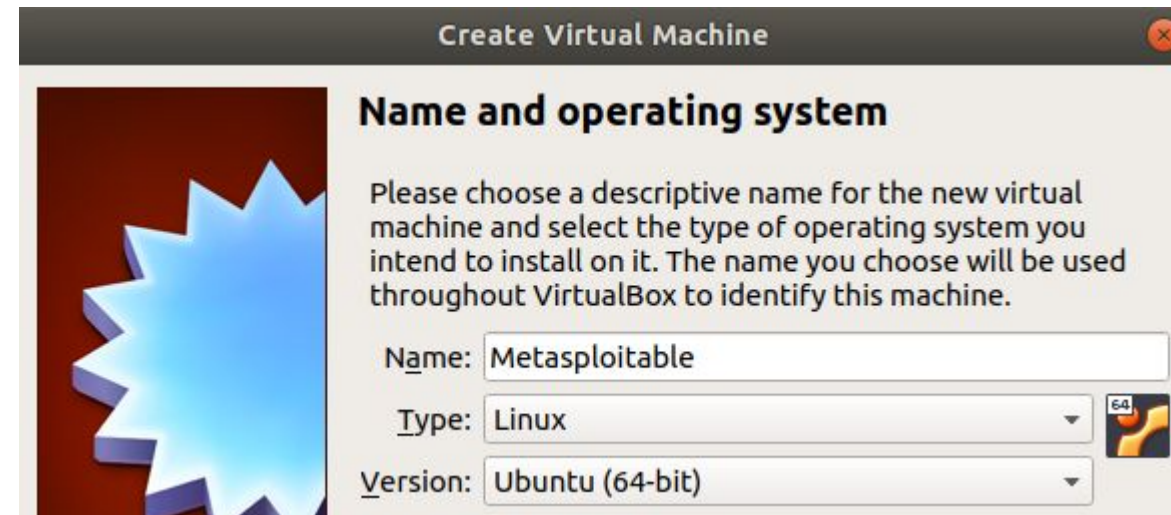 Create Virtual Machine
Name and operating system
Please choose a descriptive name for the new virtual
machine and select the type of operating system you
intend to install on it. The name you choose will be used
throughout VirtualBox to identify this machine.
Name: Metasploitable
Type: Linux
64
Version: Ubuntu (64-bit)